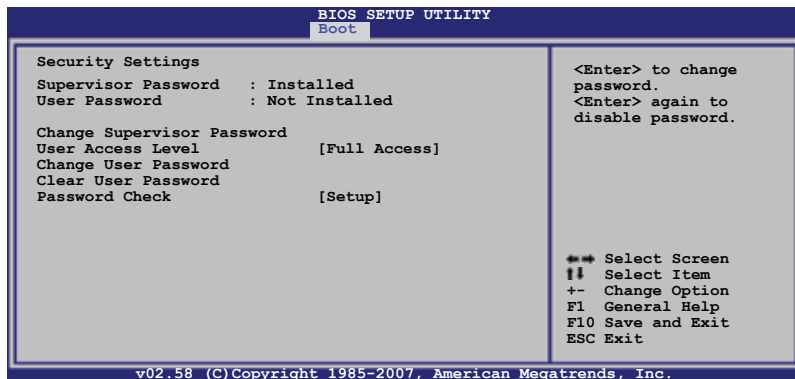 BIOS SETUP UTILITY
Boot
Security Settings
Supervisor Password : Installed
User Password : Not Installed
Change Supervisor Password
User Access Level [Full Access]
Change User Password
Clear User Password
Password Check [Setup]
<Enter> to change
password.
<Enter> again to
disable password.
Select Screen
Select Item
+- Change Option
F1 General Help
F10 Save and Exit
ESC Exit
v02.58 (C)Copyright 1985-2007, American Megatrends, Inc.